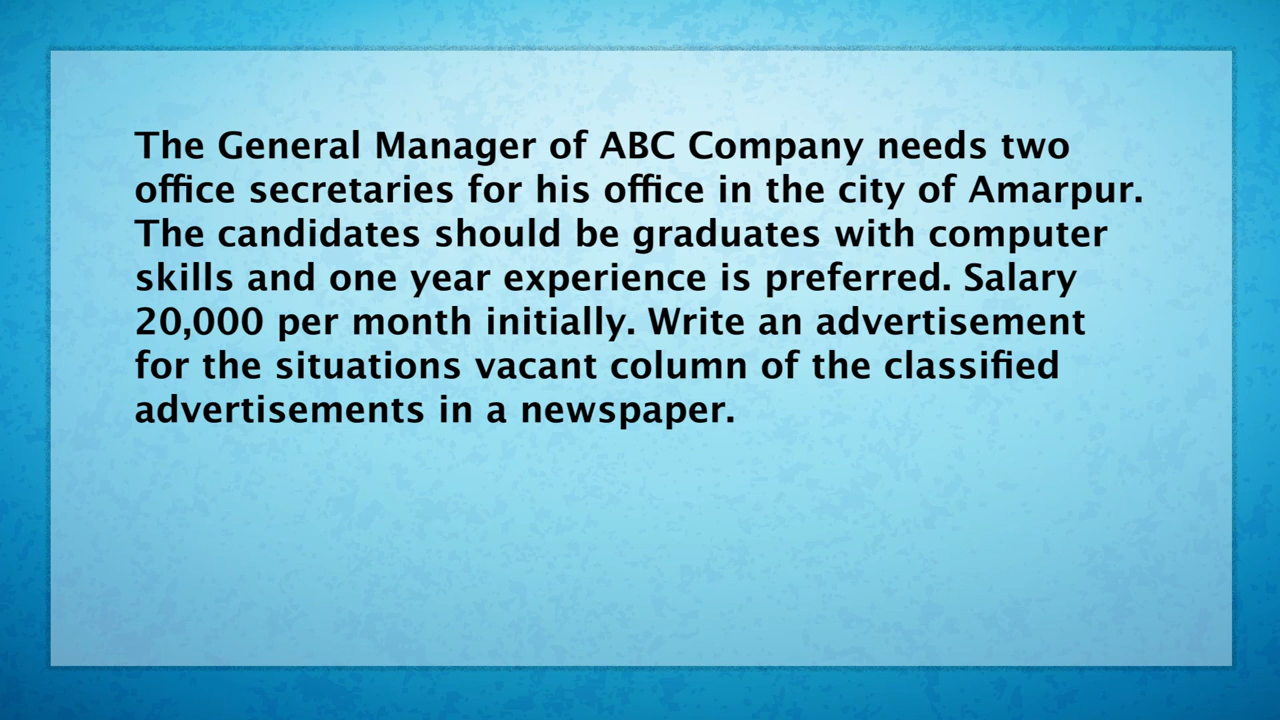 The General Manager of ABC Company needs two
office secretaries for his office in the city of Amarpur.
The candidates should be graduates with computer
skills and one year experience is preferred. Salary
20,000 per month initially. Write an advertisement
for the situations vacant column of the classified
advertisements in a newspaper.